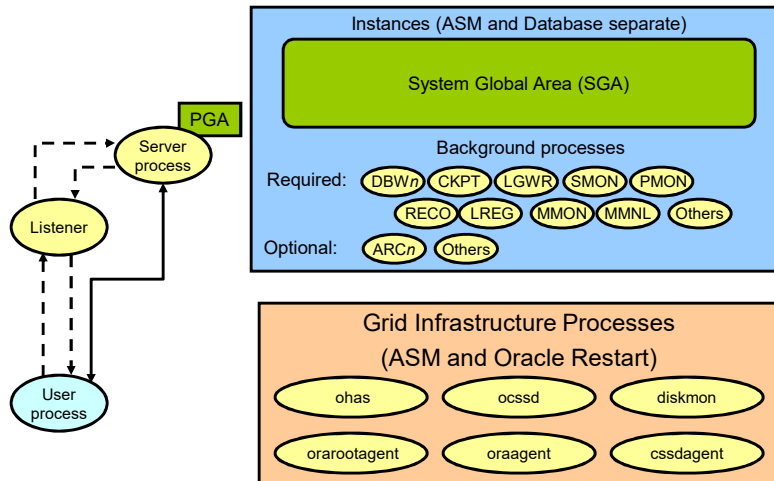 Instances (ASM and Database separate)
System Global Area (SGA)
PGA
Server
process
Background processes
Required:
DBWn
CKPT
LGWR
SMON
PMON
RECO
LREG
MMON
MMNL
Others
Optional:
ARCn
Others
Listener
User
process
Grid Infrastructure Processes
(ASM and Oracle Restart)
ohas
ocssd
diskmon
orarootagent
oraagent
cssdagent